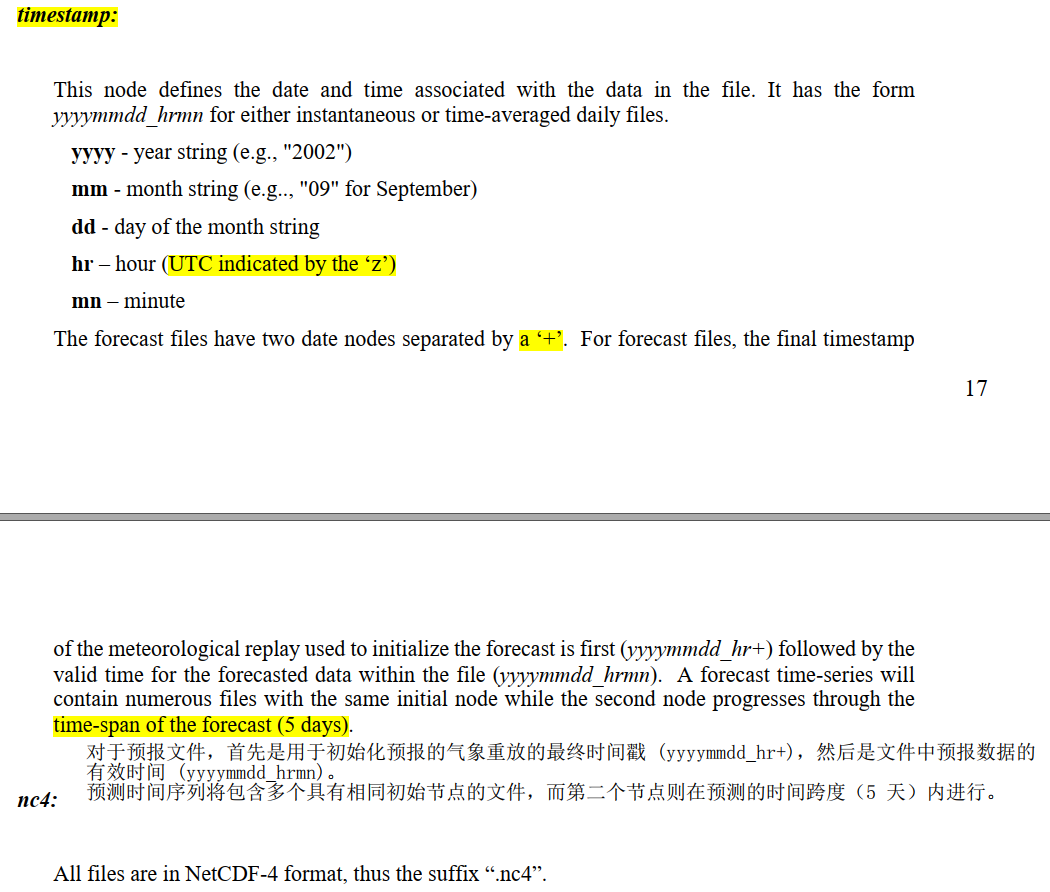 timestamp:
This node defines the date and time associated with the data in the file. It has the form
yyyymmdd_hrmn for either instantaneous or time-averaged daily files.
yyyy - year string (e.g., "2002")
mm - month string (e.g.., "09" for September)
dd - day of the month string
hr – hour (UTC indicated by the ‘z’)
mn – minute
The forecast files have two date nodes separated by a ‘+’. For forecast files, the final timestamp
17
of the meteorological replay used to initialize the forecast is first (yyyymmdd_hr+) followed by the
valid time for the forecasted data within the file (yyyymmdd_hrmn). A forecast time-series will
contain numerous files with the same initial node while the second node progresses through the
time-span of the forecast (5 days).
对于预报文件，首先是用于初始化预报的气象重放的最终时间戳 (yyyymmdd_hr+)，然后是文件中预报数据的
有效时间 (yyyymmdd_hrmn)。
预测时间序列将包含多个具有相同初始节点的文件，而第二个节点则在预测的时间跨度（5 天）内进行。
nc4:
All files are in NetCDF-4 format, thus the suffix “.nc4”.